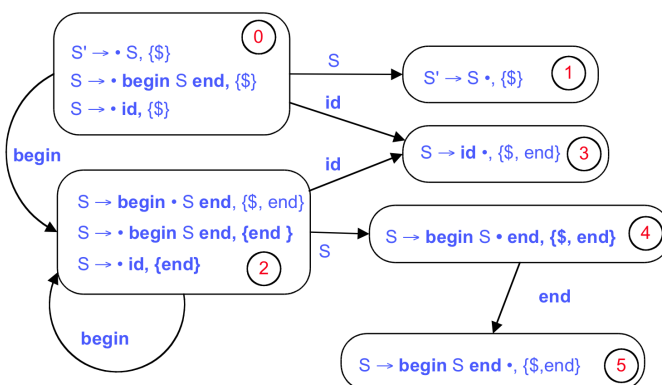 0
S' → • S, {$}
S → • begin S end, {$}
S → • id, {$}
S
S' → S •, {$}
1
id
S → id •, {$, end}
3
begin
id
S → begin • S end, {$, end}
S → • begin S end, {end }
S → • id, {end}
2
S
S → begin S • end, {$, end}
4
begin
end
S → begin S end •, {$,end}
5